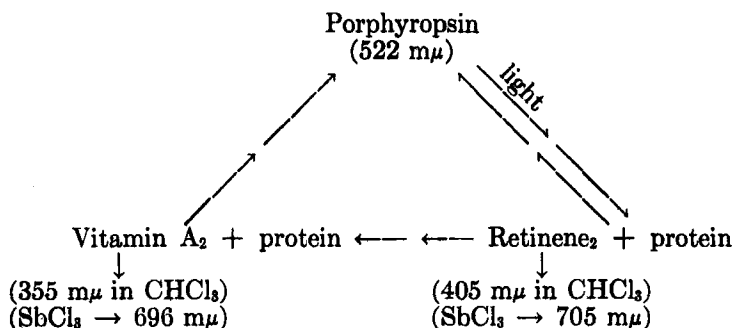 Porphyropsin
(522 mμ)
light
Vitamin A₂ + protein ←— ←— Retinene₂ + protein
(355 mμ in CHCl₃)
(SbCl₃ → 696 mμ)
(405 mμ in CHCl₃)
(SbCl₃ → 705 mμ)